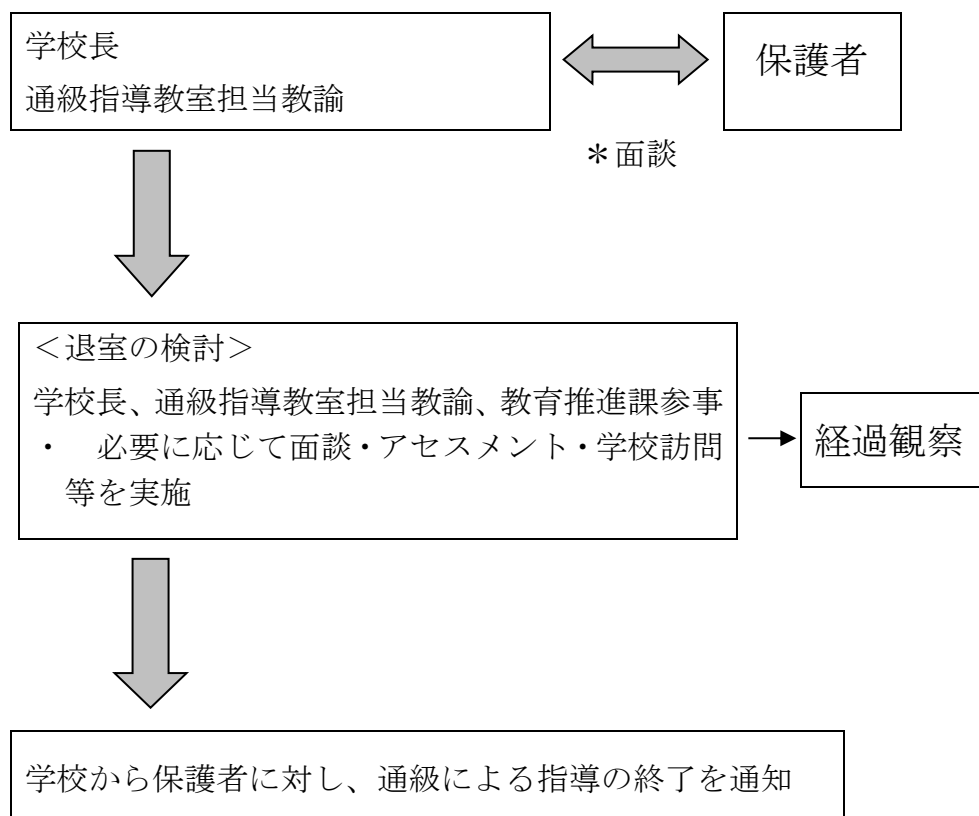 学校長
通級指導教室担当教諭
保護者
＊面談
＜退室の検討＞
学校長、通級指導教室担当教諭、教育推進課参事
・　必要に応じて面談・アセスメント・学校訪問
等を実施
経過観察
学校から保護者に対し、通級による指導の終了を通知